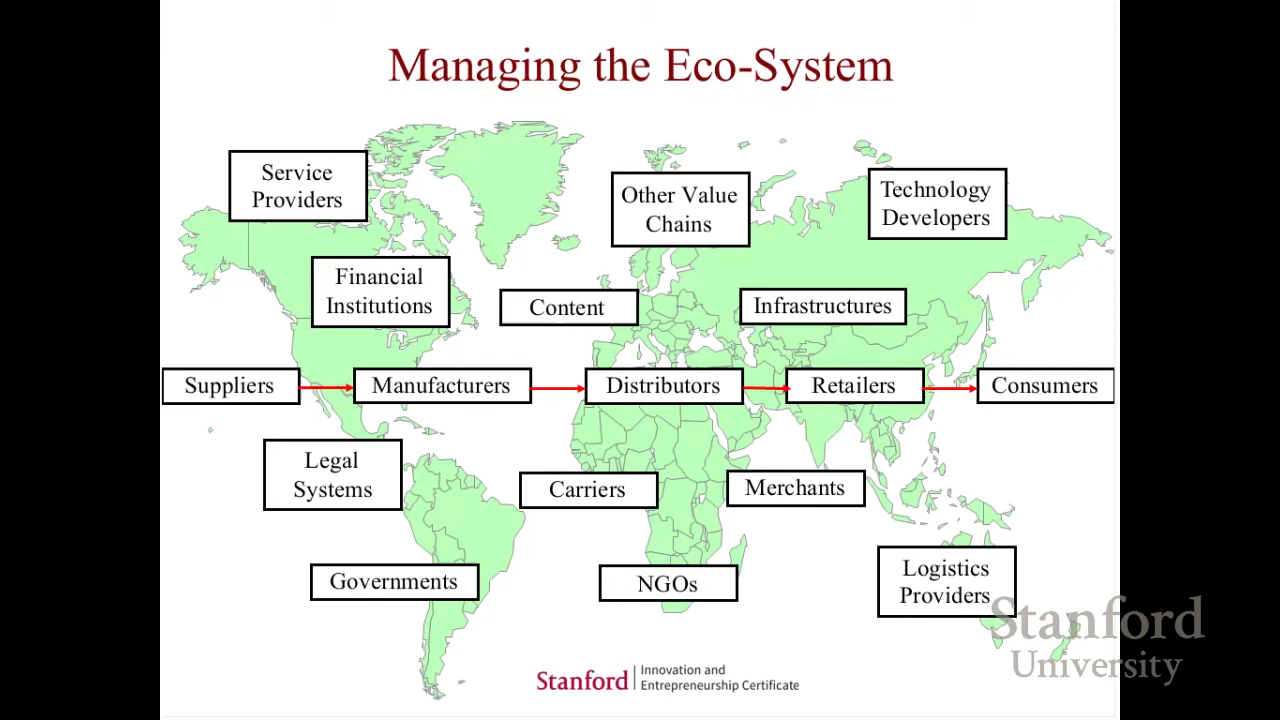 Managing the Eco-System
Service
Providers
Other Value
Chains
Technology
Developers
Financial
Institutions
Content
Infrastructures
Suppliers
Manufacturers
Distributors
Retailers
Consumers
Legal
Systems
Carriers
Merchants
Governments
NGOs
Logistics
Providers
Stanford
University
Stanford
Innovation and
Entrepreneurship Certificate